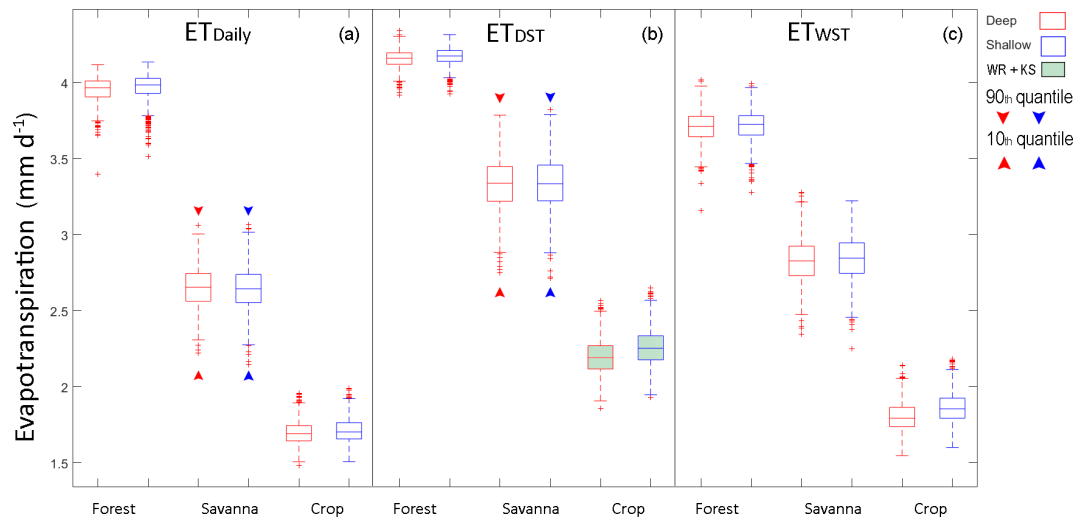 ETDaily (a)
ETDST (b)
ETWST (c)
Deep
Shallow
WR + KS
90th quantile
10th quantile
Evapotranspiration (mm d-1)
4
3.5
3
2.5
2
1.5
Forest Savanna Crop Forest Savanna Crop Forest Savanna Crop